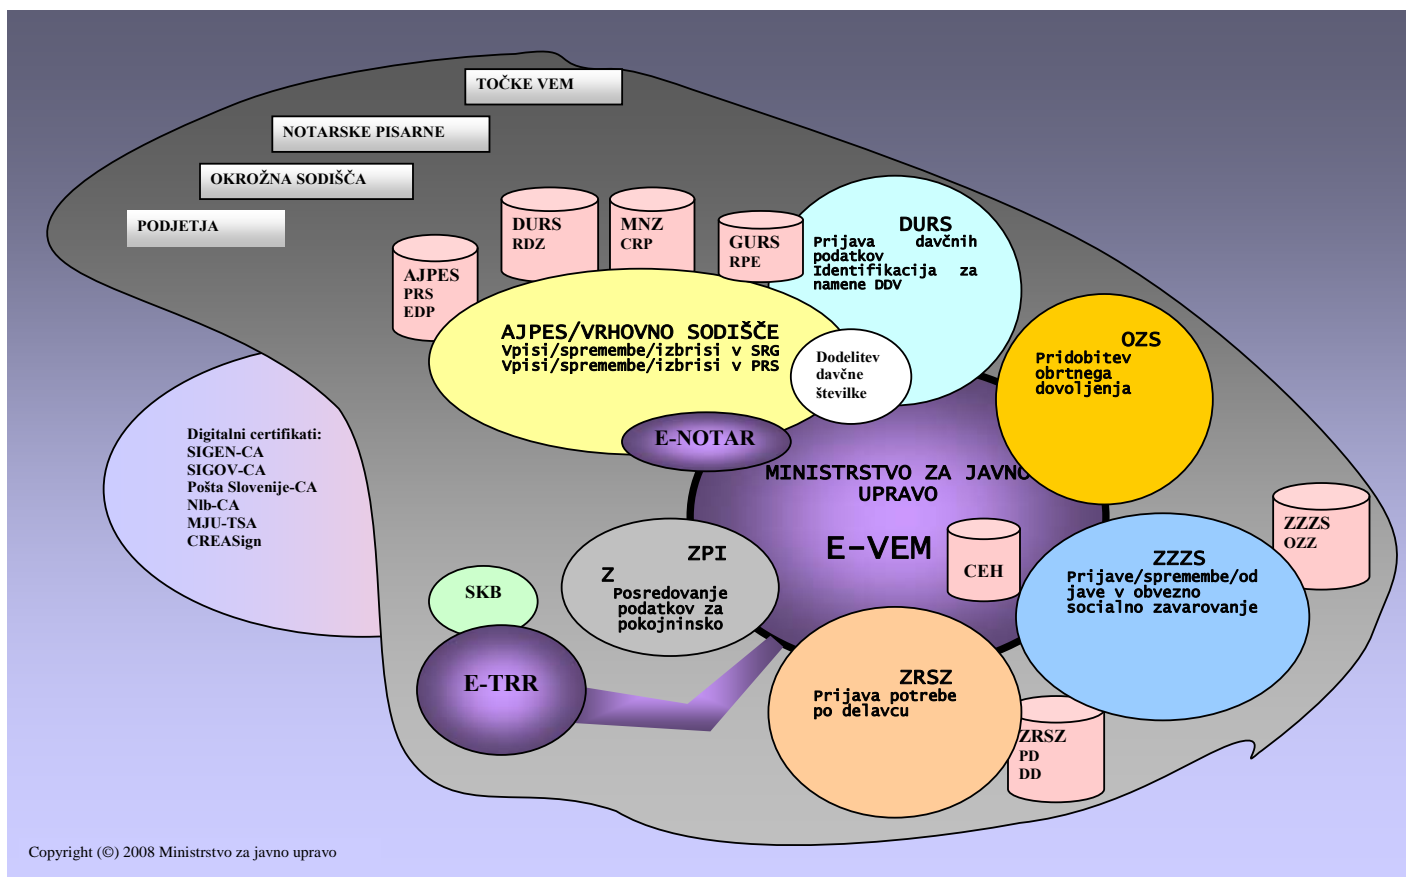 TOČKE VEM
NOTARSKE PISARNE
OKROŽNA SODIŠČA
PODJETJA
DURS
RDZ
MNZ
CRP
GURS
RPE
AJPES
PRS
EDP
DURS
Prijava davčnih
podatkov
Identifikacija za
namene DDV
AJPES/VRHOVNO SODIŠČE
Vpisi/spremembe/izbrisi v SRG
Vpisi/spremembe/izbrisi v PRS
Dodelitev
davčne
številke
OZS
Pridobitev
obrtnega
dovoljenja
E-NOTAR
MINISTRSTVO ZA JAVNO
UPRAVO
E-VEM
CEH
Digitalni certifikati:
SIGEN-CA
SIGOV-CA
Pošta Slovenije-CA
Nlb-CA
MJU-TSA
CREASign
ZPI
Z
Posredovanje
podatkov za
pokojninsko
ZZZS
OZZ
ZZZS
Prijave/spremembe/od
jave v obvezno
socialno zavarovanje
SKB
E-TRR
ZRSZ
Prijava potrebe
po delavcu
ZRSZ
PD
DD
Copyright (©) 2008 Ministrstvo za javno upravo